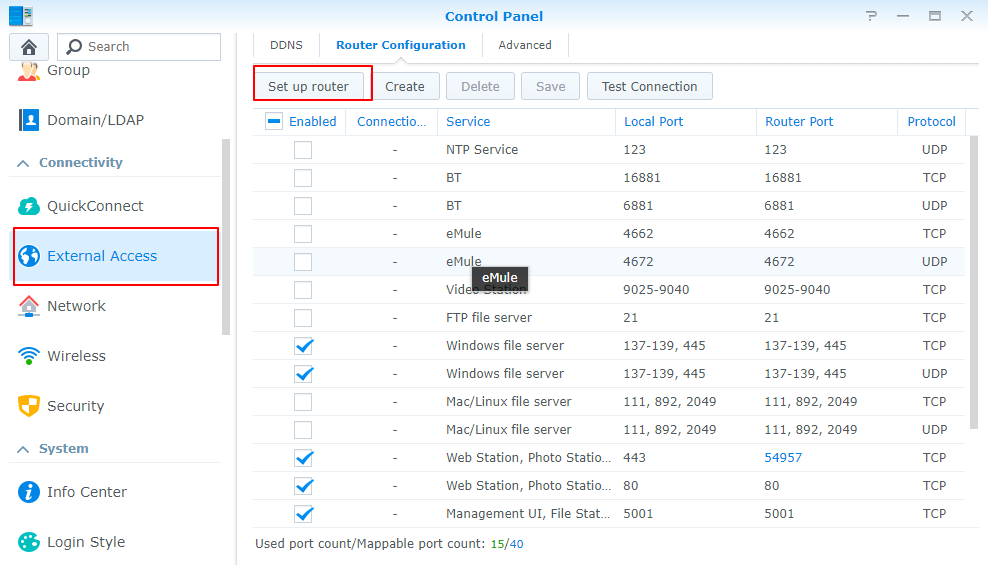 Control Panel
Search
Group
Domain/LDAP
Connectivity
QuickConnect
External Access
Network
Wireless
Security
System
Info Center
Login Style
DDNS Router Configuration Advanced
Set up router Create Delete Save Test Connection
Enabled Connectio... Service Local Port Router Port Protocol
- NTP Service 123 123 UDP
- BT 16881 16881 TCP
- BT 6881 6881 UDP
- eMule 4662 4662 TCP
- eMule 4672 4672 UDP
eMule
- Video Station 9025-9040 9025-9040 TCP
- FTP file server 21 21 TCP
- Windows file server 137-139, 445 137-139, 445 TCP
- Windows file server 137-139, 445 137-139, 445 UDP
- Mac/Linux file server 111, 892, 2049 111, 892, 2049 TCP
- Mac/Linux file server 111, 892, 2049 111, 892, 2049 UDP
- Web Station, Photo Statio... 443 54957 TCP
- Web Station, Photo Statio... 80 80 TCP
- Management UI, File Stat... 5001 5001 TCP
Used port count/Mappable port count: 15/40